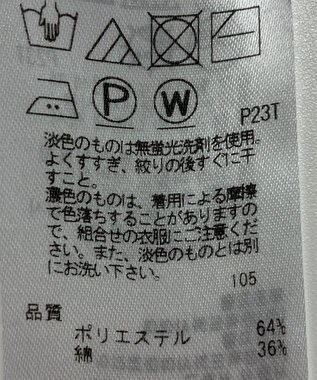 P W
P23T
淡色のものは無蛍光洗剤を使用。
よくすすぎ、絞りの後すぐに干
すこと。
濃色のものは、着用による摩擦
で色落ちすることがありますの
で、組合せの衣服にご注意くだ
さい。また、淡色のものとは別
にお洗い下さい。
105
品質
ポリエステル 64%
綿 36%